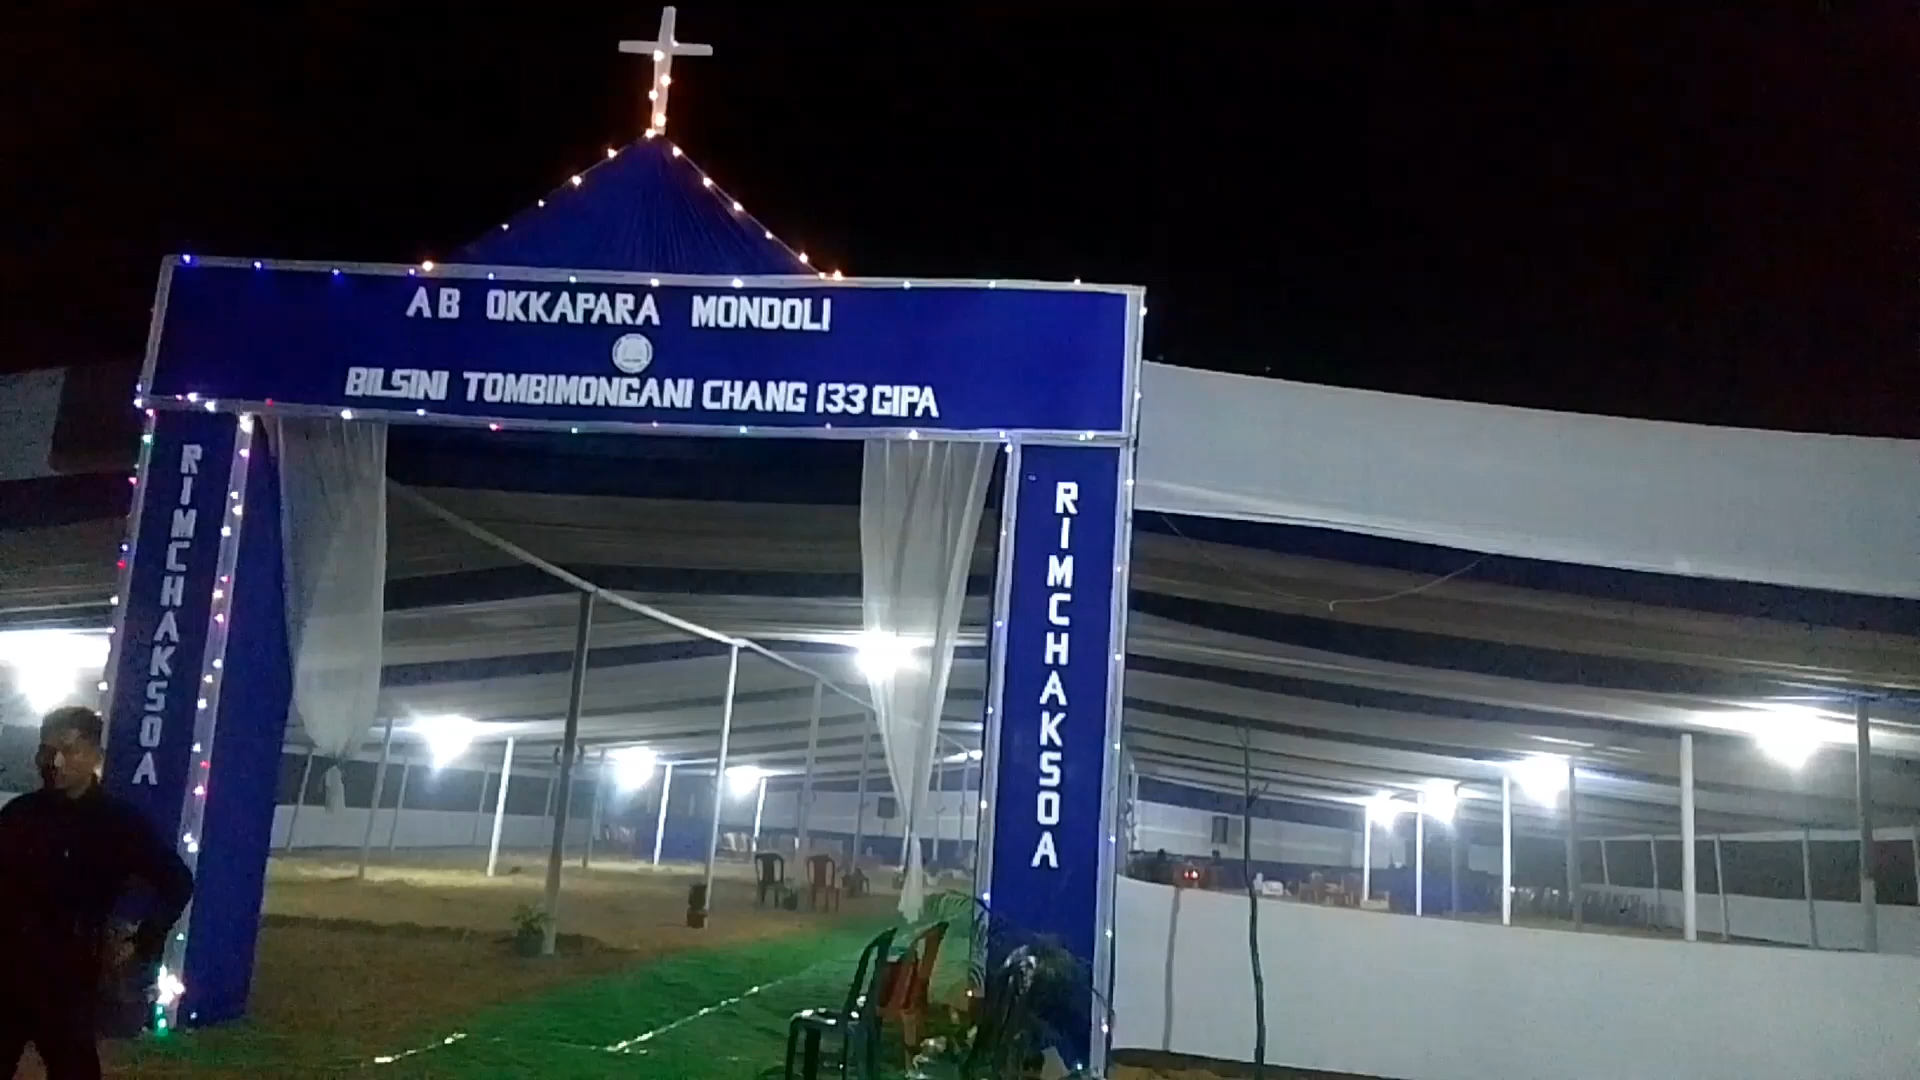 AB OKKAPARA MONDOLI
BILSINI TOMBIMONGANI CHANG 133 GIPA
RIMCHAKSOA
RIMCHAKSOA